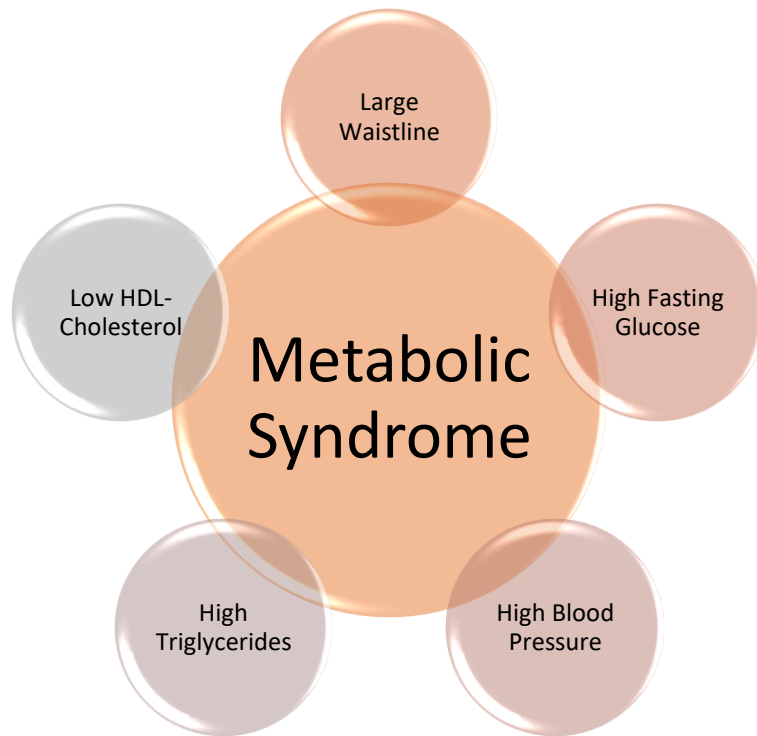 Large
Waistline
Low HDL-
Cholesterol
High Fasting
Glucose
Metabolic
Syndrome
High
Triglycerides
High Blood
Pressure